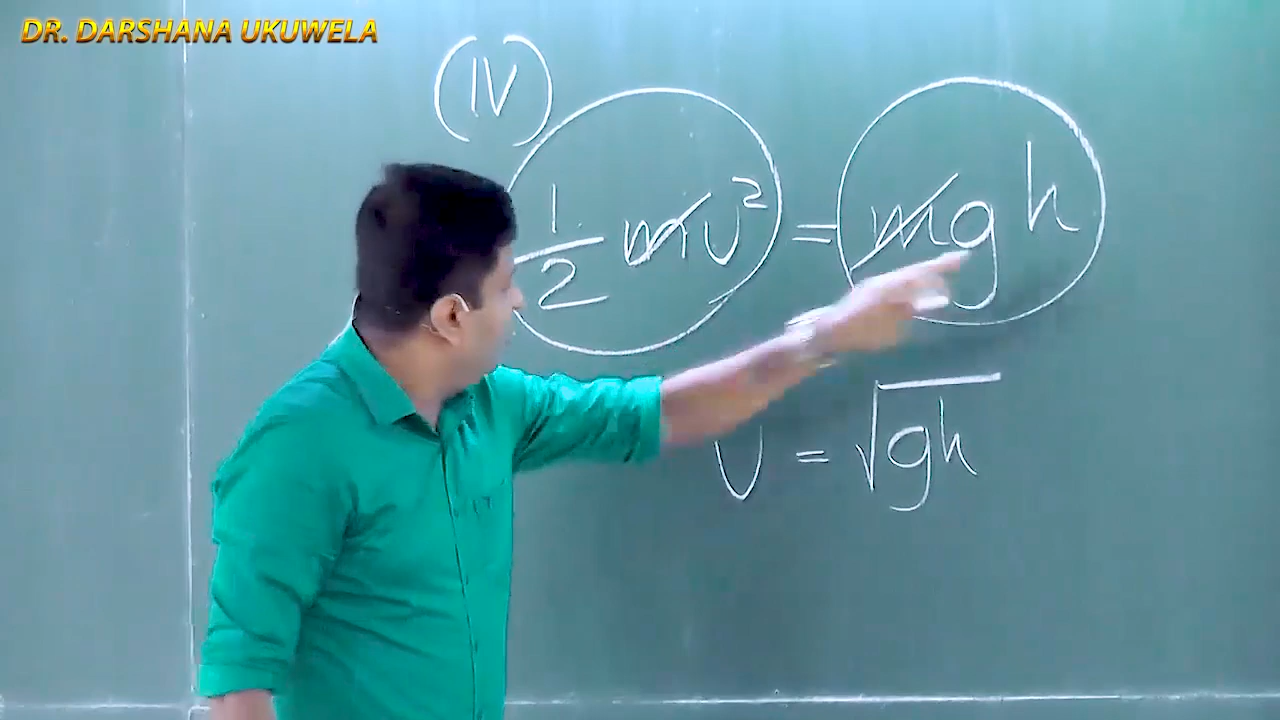 DR. DARSHANA UKUWELA
(IV)
1/2 mv² = mgh
v = √gh